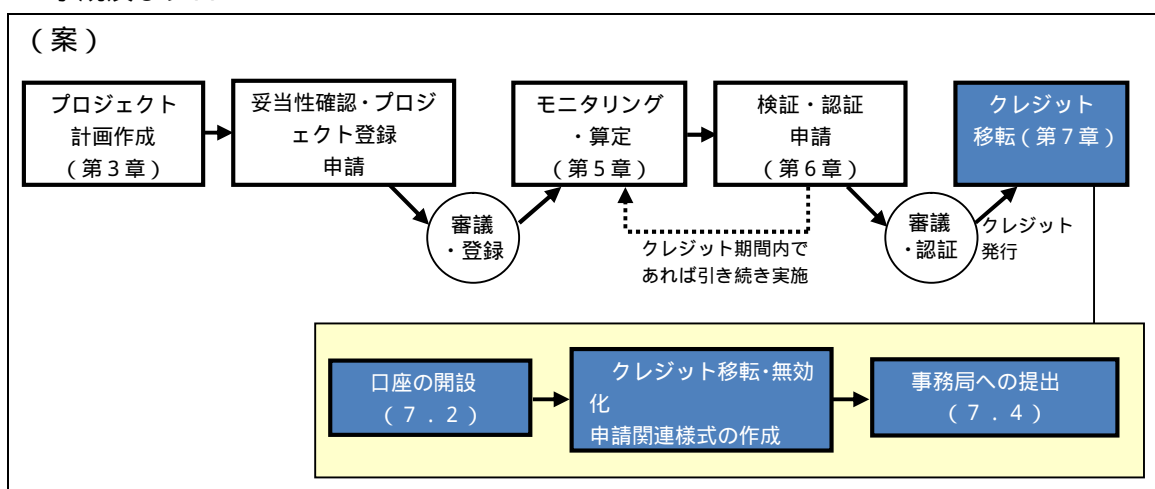 (案)
プロジェクト
計画作成
(第3章)
妥当性確認・プロジ
ェクト登録
申請
審議
・登録
モニタリング
・算定
(第5章)
検証・認証
申請
(第6章)
クレジット期間内で
あれば引き続き実施
審議
・認証
クレジット
発行
クレジット
移転(第7章)
口座の開設
(7.2)
クレジット移転・無効
化
申請関連様式の作成
事務局への提出
(7.4)